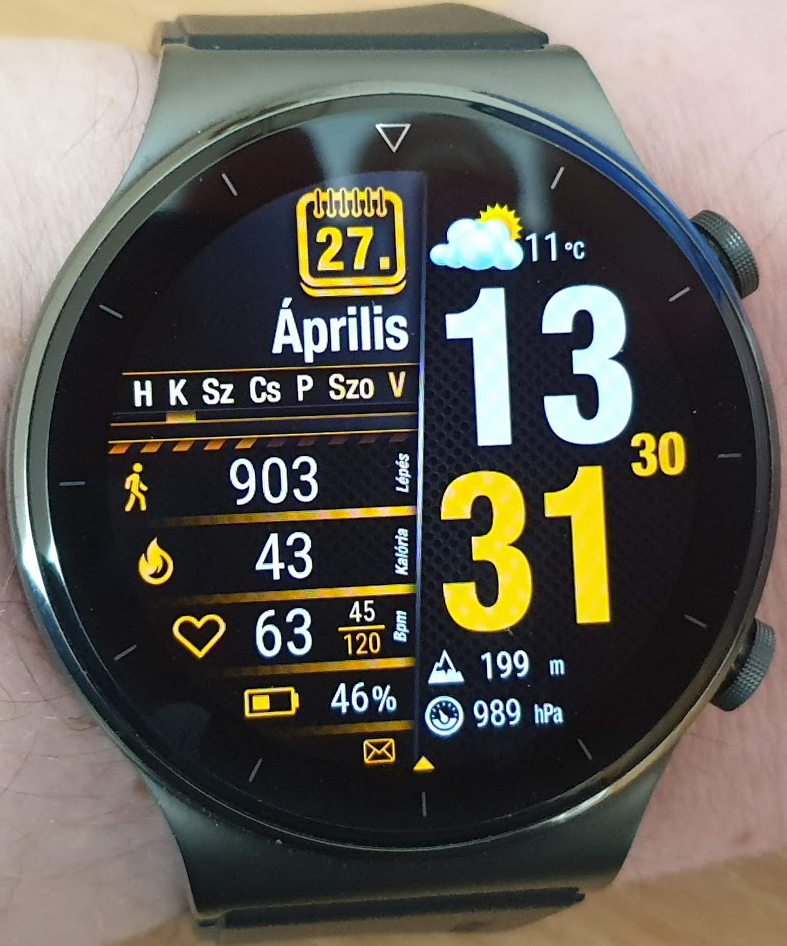 27.
Április
H K Sz Cs P Szo V
903 Lépés
43 Kalória
63 45 120 Bpm
46%
11°C
13
31
30
199 m
989 hPa